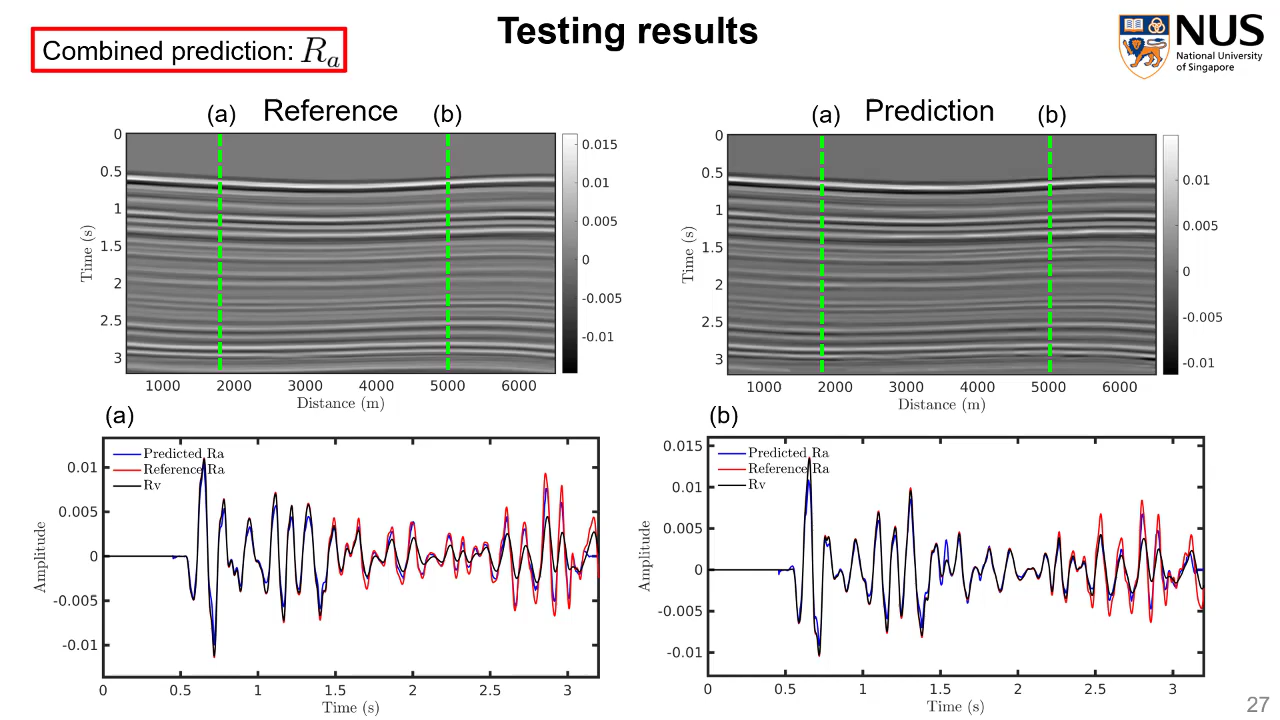 Testing results
Combined prediction: Ra
NUS
National University
of Singapore
(a) Reference (b)
0
0.5
1
1.5
2
2.5
3
Time (s)
1000 2000 3000 4000 5000 6000
Distance (m)
0.015
0.01
0.005
0
-0.005
-0.01
(a) Prediction (b)
0
0.5
1
1.5
2
2.5
3
Time (s)
1000 2000 3000 4000 5000 6000
Distance (m)
0.01
0.005
0
-0.005
-0.01
(a)
Predicted Ra
Reference Ra
Rv
0.01
0.005
0
-0.005
-0.01
Amplitude
0 0.5 1 1.5 2 2.5 3
Time (s)
(b)
Predicted Ra
Reference Ra
Rv
0.015
0.01
0.005
0
-0.005
-0.01
Amplitude
0 0.5 1 1.5 2 2.5 3
Time (s)
27